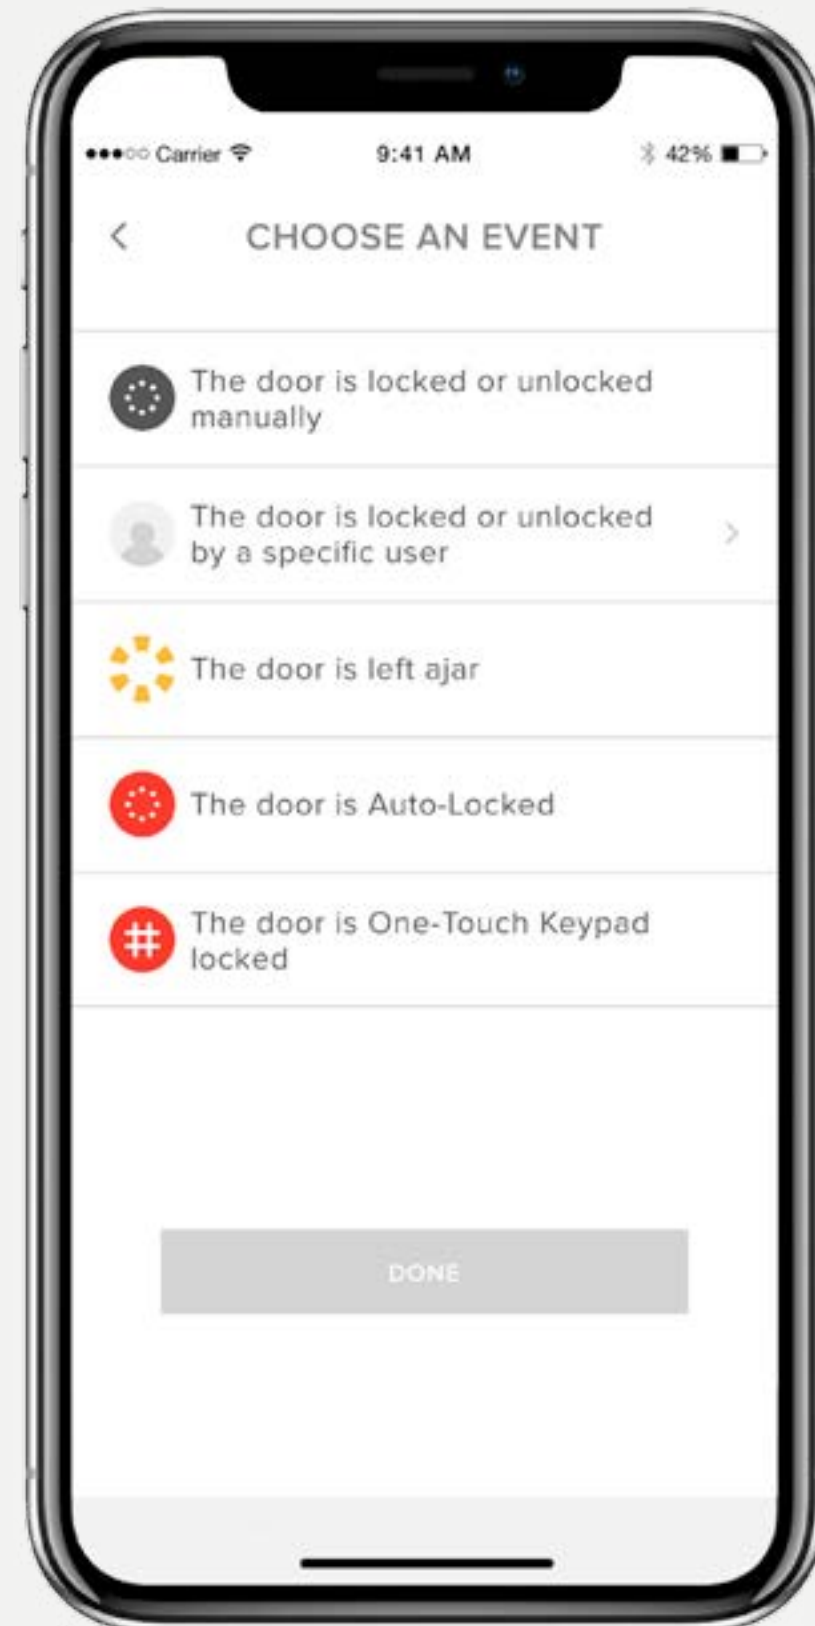 Carrier 9:41 AM 42%
CHOOSE AN EVENT
The door is locked or unlocked
manually
The door is locked or unlocked
by a specific user
The door is left ajar
The door is Auto-Locked
The door is One-Touch Keypad
locked
DONE